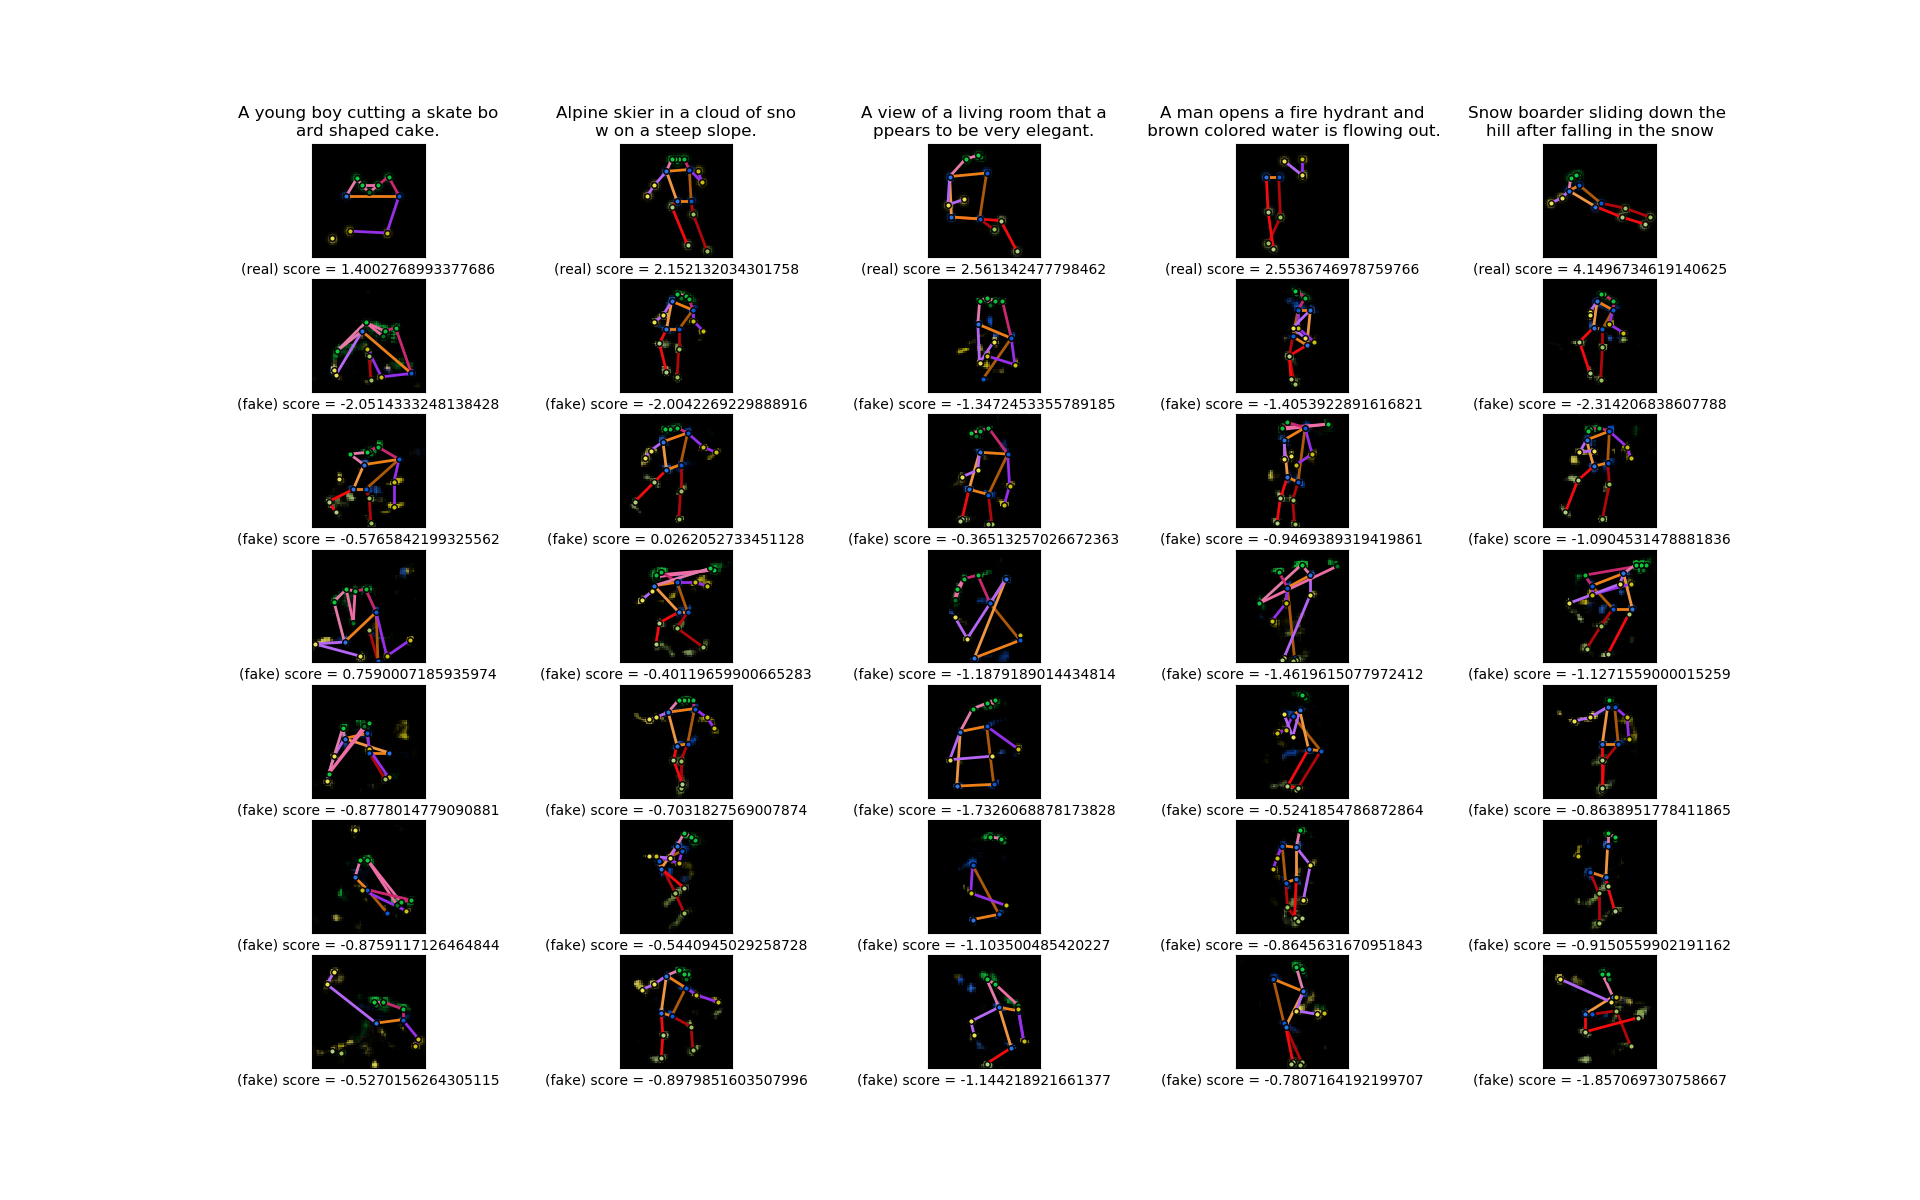 A young boy cutting a skate bo
ard shaped cake.
Alpine skier in a cloud of sno
w on a steep slope.
A view of a living room that a
ppears to be very elegant.
A man opens a fire hydrant and
brown colored water is flowing out.
Snow boarder sliding down the
hill after falling in the snow
(real) score = 1.4002768993377686
(real) score = 2.152132034301758
(real) score = 2.561342477798462
(real) score = 2.5536746978759766
(real) score = 4.1496734619140625
(fake) score = -2.0514333248138428
(fake) score = -2.0042269229888916
(fake) score = -1.3472453355789185
(fake) score = -1.4053922891616821
(fake) score = -2.314206838607788
(fake) score = -0.5765842199325562
(fake) score = 0.0262052733451128
(fake) score = -0.36513257026672363
(fake) score = -0.9469389319419861
(fake) score = -1.0904531478881836
(fake) score = 0.7590007185935974
(fake) score = -0.40119659900665283
(fake) score = -1.1879189014434814
(fake) score = -1.4619615077972412
(fake) score = -1.1271559000015259
(fake) score = -0.8778014779090881
(fake) score = -0.7031827569007874
(fake) score = -1.7326068878173828
(fake) score = -0.5241854786872864
(fake) score = -0.8638951778411865
(fake) score = -0.8759117126464844
(fake) score = -0.5440945029258728
(fake) score = -1.103500485420227
(fake) score = -0.8645631670951843
(fake) score = -0.9150559902191162
(fake) score = -0.5270156264305115
(fake) score = -0.8979851603507996
(fake) score = -1.144218921661377
(fake) score = -0.7807164192199707
(fake) score = -1.857069730758667